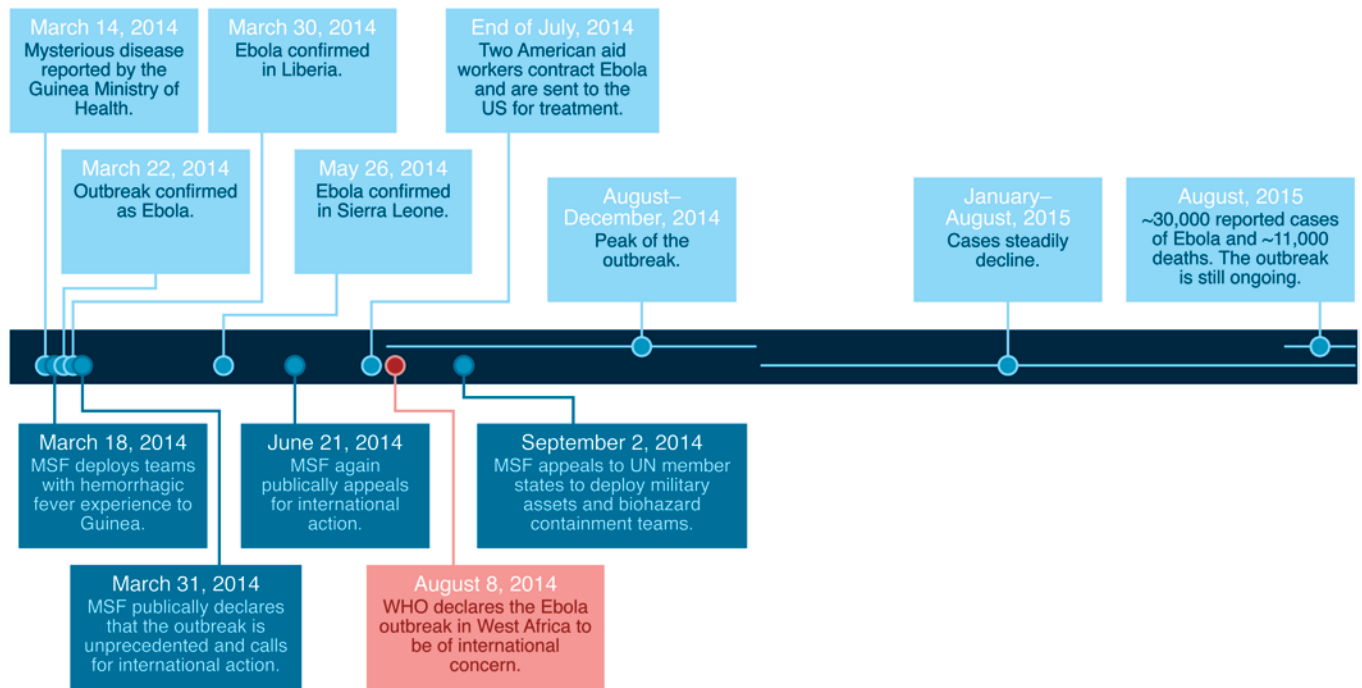 March 14, 2014
Mysterious disease
reported by the
Guinea Ministry of
Health.
March 30, 2014
Ebola confirmed
in Liberia.
End of July, 2014
Two American aid
workers contract Ebola
and are sent to the
US for treatment.
March 22, 2014
Outbreak confirmed
as Ebola.
May 26, 2014
Ebola confirmed
in Sierra Leone.
August–
December, 2014
Peak of the
outbreak.
January–
August, 2015
Cases steadily
decline.
August, 2015
~30,000 reported cases
of Ebola and ~11,000
deaths. The outbreak
is still ongoing.
March 18, 2014
MSF deploys teams
with hemorrhagic
fever experience to
Guinea.
June 21, 2014
MSF again
publically appeals
for international
action.
September 2, 2014
MSF appeals to UN member
states to deploy military
assets and biohazard
containment teams.
March 31, 2014
MSF publically declares
that the outbreak is
unprecedented and calls
for international action.
August 8, 2014
WHO declares the Ebola
outbreak in West Africa to
be of international
concern.